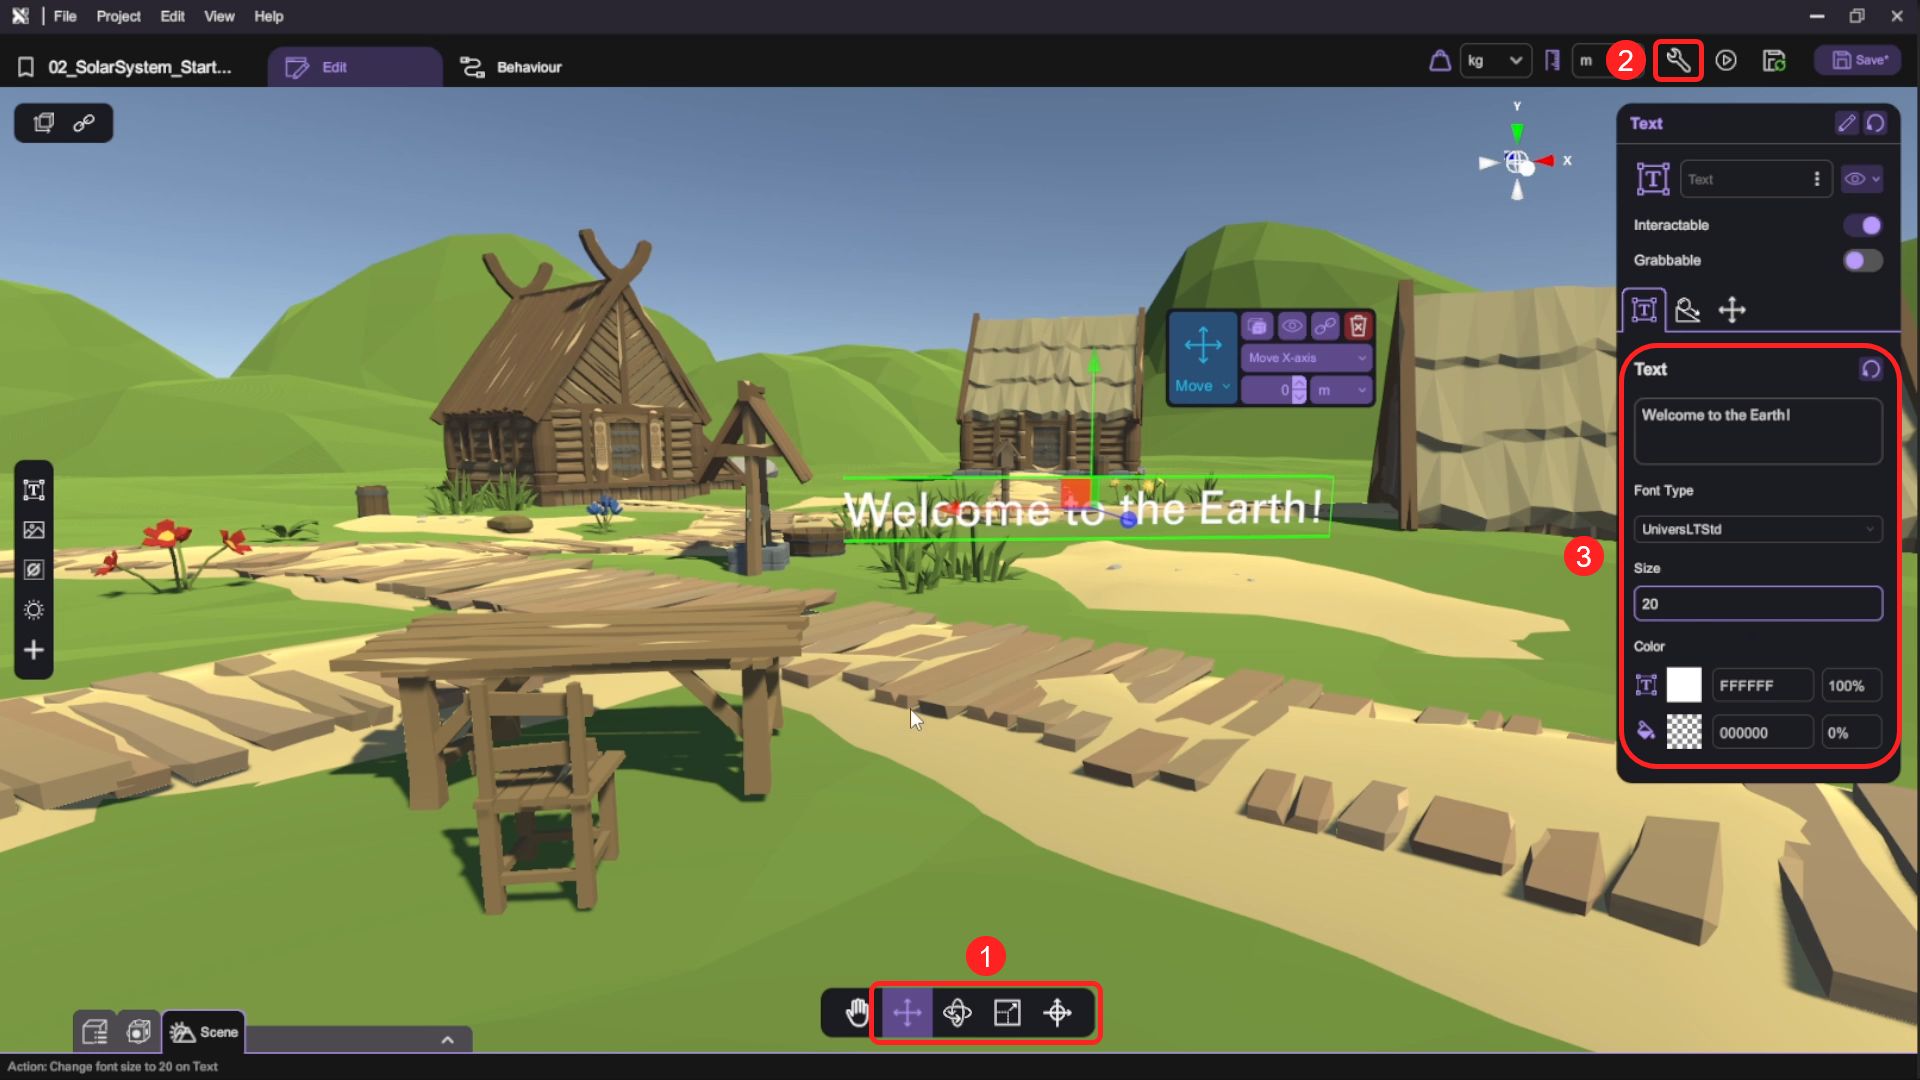 File Project Edit View Help
02_SolarSystem_Start...
Edit
Behaviour
kg
m
2
Save*
Y
X
Text
Text
Interactable
Grabbable
Move
Move X-axis
0
m
Text
Welcome to the Earth!
Font Type
UniversLTStd
Size
20
Color
FFFFFF
100%
000000
0%
3
Welcome to the Earth!
1
Scene
Action: Change font size to 20 on Text